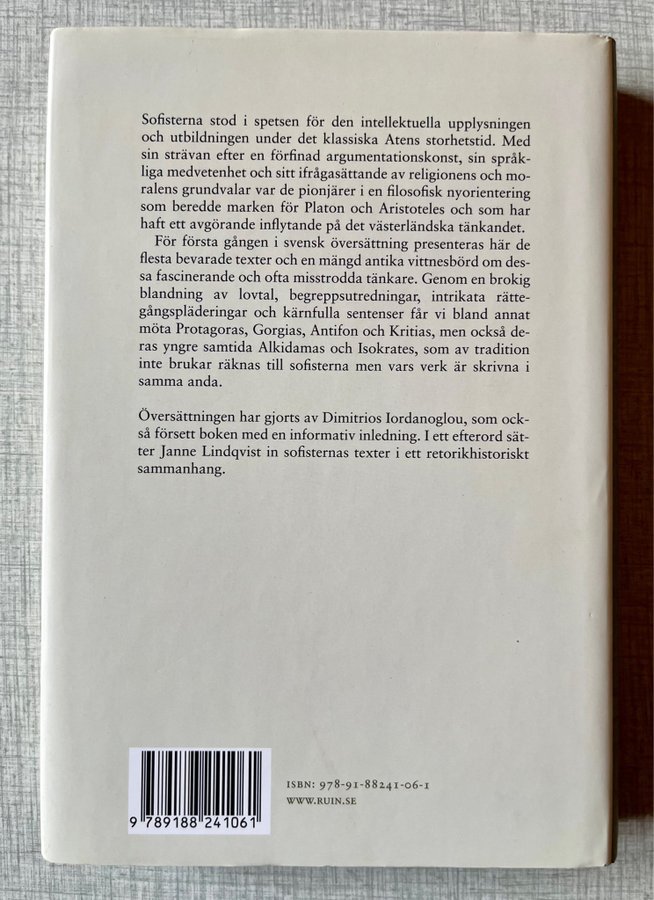 Sofisterna stod i spetsen för den intellektuella upplysningen
och utbildningen under det klassiska Atens storhetstid. Med
sin strävan efter en förfinad argumentationskonst, sin språk-
liga medvetenhet och sitt ifrågasättande av religionens och mo-
ralens grundvalar var de pionjärer i en filosofisk nyorientering
som beredde marken för Platon och Aristoteles och som har
haft ett avgörande inflytande på det västerländska tänkandet.
För första gången i svensk översättning presenteras här de
flesta bevarade texter och en mängd antika vittnesbörd om des-
sa fascinerande och ofta misstrodda tänkare. Genom en brokig
blandning av lovtal, begreppsutredningar, intrikata rätte-
gångspläderingar och kärnfulla sentenser får vi bland annat
möta Protagoras, Gorgias, Antifon och Kritias, men också de-
ras yngre samtida Alkidamas och Isokrates, som av tradition
inte brukar räknas till sofisterna men vars verk är skrivna i
samma anda.
Översättningen har gjorts av Dimitrios Iordanoglou, som ock-
så försett boken med en informativ inledning. I ett efterord sät-
ter Janne Lindqvist in sofisternas texter i ett retorikhistoriskt
sammanhang.
ISBN: 978-91-88241-06-1
WWW.RUIN.SE
9 789188 241061